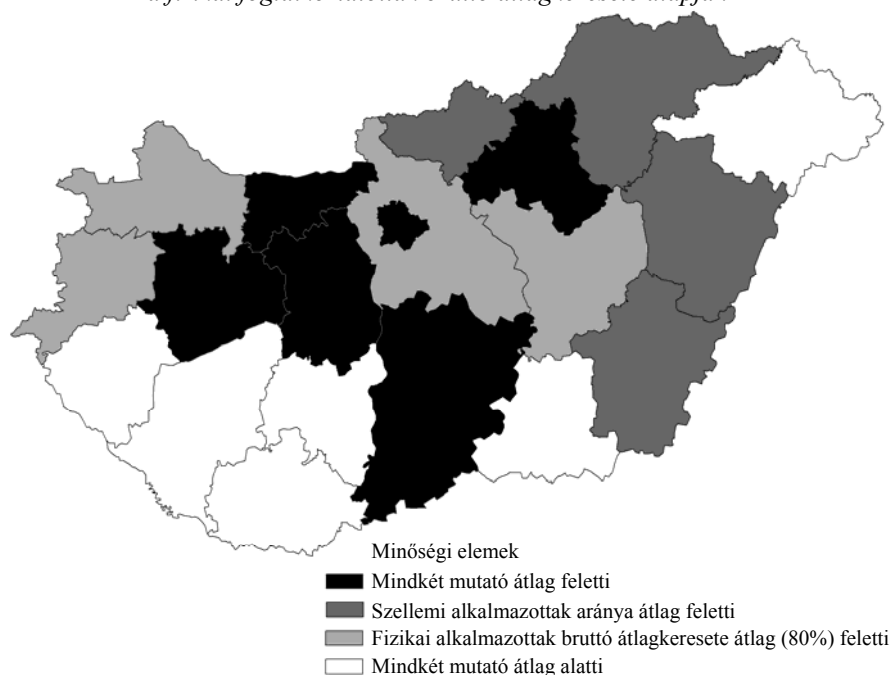 Minőségi elemek
Mindkét mutató átlag feletti
Szellemi alkalmazottak aránya átlag feletti
Fizikai alkalmazottak bruttó átlagkeresete átlag (80%) feletti
Mindkét mutató átlag alatti